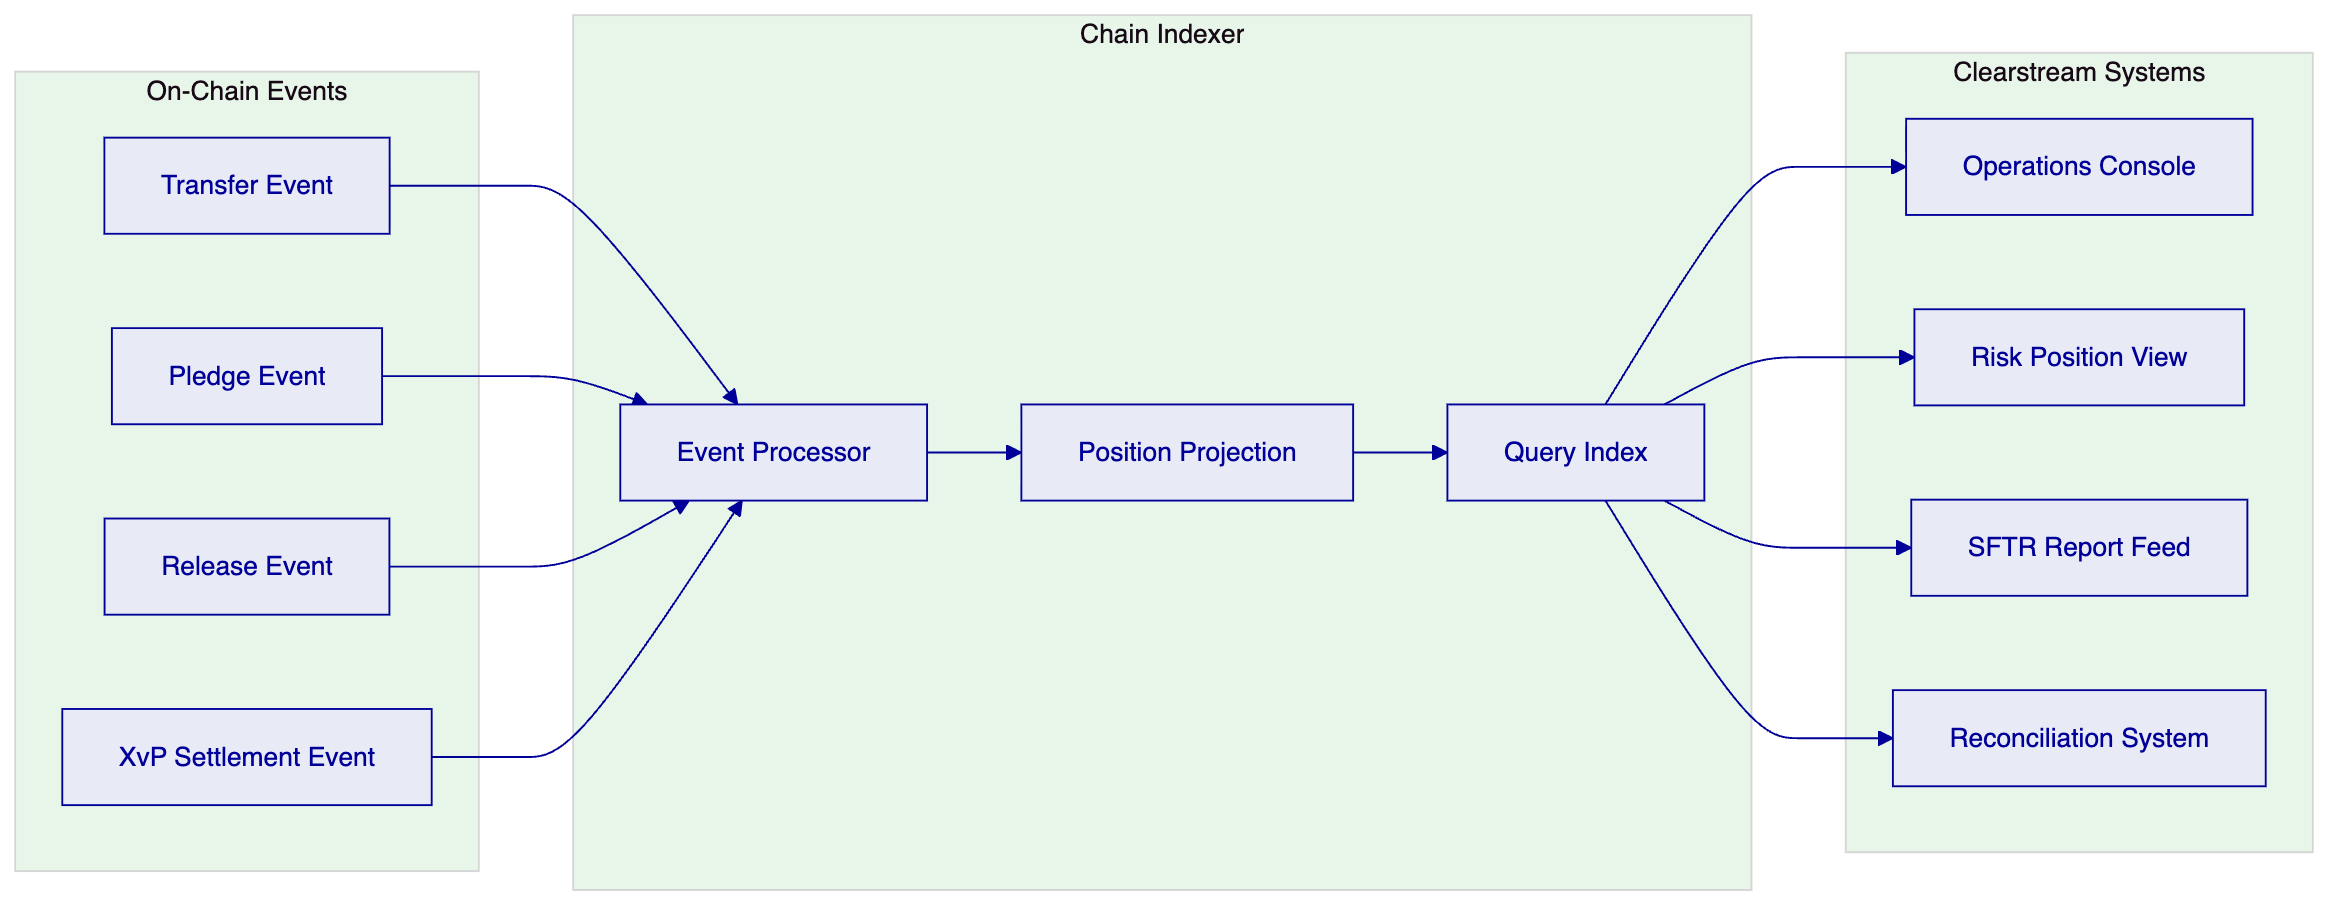 On-Chain Events
Transfer Event
Pledge Event
Release Event
XvP Settlement Event
Chain Indexer
Event Processor
Position Projection
Query Index
Clearstream Systems
Operations Console
Risk Position View
SFTR Report Feed
Reconciliation System